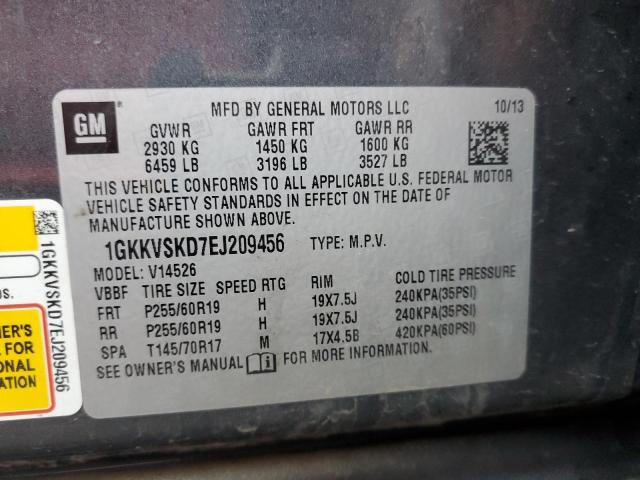 GM
MFD BY GENERAL MOTORS LLC 10/13
GVWR GAWR FRT GAWR RR
2930 KG 1450 KG 1600 KG
6459 LB 3196 LB 3527 LB
THIS VEHICLE CONFORMS TO ALL APPLICABLE U.S. FEDERAL MOTOR
VEHICLE SAFETY STANDARDS IN EFFECT ON THE DATE OF
MANUFACTURE SHOWN ABOVE.
1GKKVSKD7EJ209456 TYPE: M.P.V.
MODEL: V14526
VBBF TIRE SIZE SPEED RTG RIM COLD TIRE PRESSURE
FRT P255/60R19 H 19X7.5J 240KPA(35PSI)
RR P255/60R19 H 19X7.5J 240KPA(35PSI)
SPA T145/70R17 M 17X4.5B 420KPA(60PSI)
SEE OWNER'S MANUAL FOR MORE INFORMATION.
1GKKVSKD7EJ209456
FOR